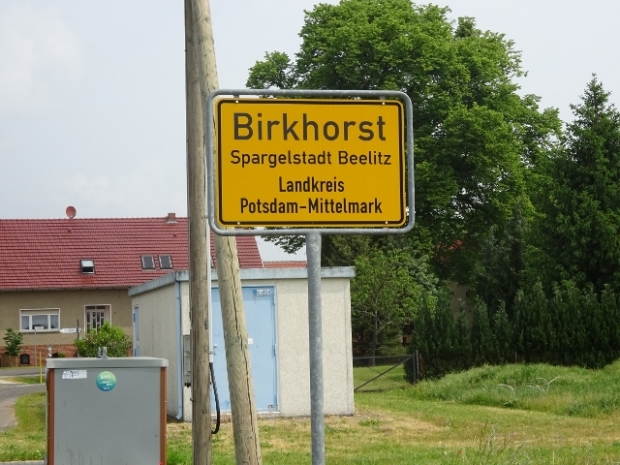 Birkhorst
Spargelstadt Beelitz
Landkreis
Potsdam-Mittelmark